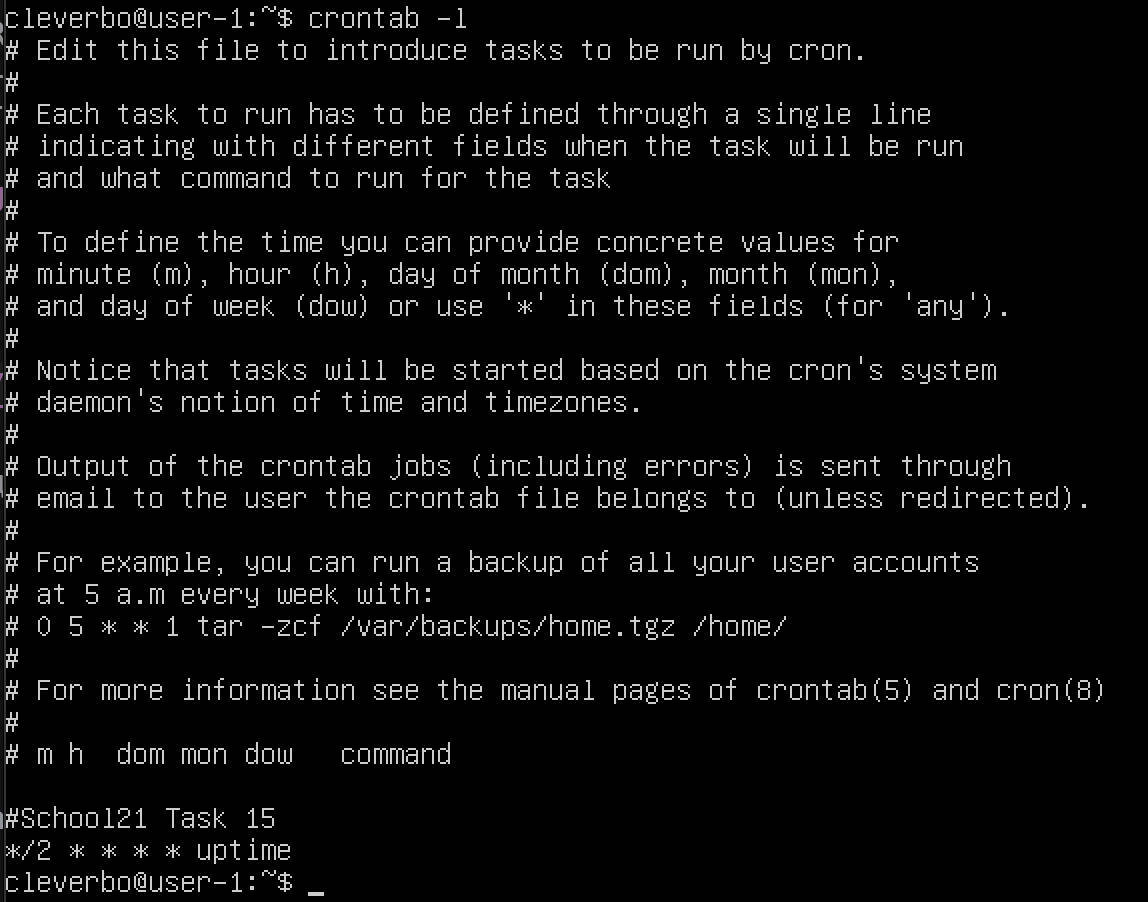 cleverbo@user-1:~$ crontab -l
# Edit this file to introduce tasks to be run by cron.
#
# Each task to run has to be defined through a single line
# indicating with different fields when the task will be run
# and what command to run for the task
#
# To define the time you can provide concrete values for
# minute (m), hour (h), day of month (dom), month (mon),
# and day of week (dow) or use '*' in these fields (for 'any').
#
# Notice that tasks will be started based on the cron's system
# daemon's notion of time and timezones.
#
# Output of the crontab jobs (including errors) is sent through
# email to the user the crontab file belongs to (unless redirected).
#
# For example, you can run a backup of all your user accounts
# at 5 a.m every week with:
# 0 5 * * 1 tar -zcf /var/backups/home.tgz /home/
#
# For more information see the manual pages of crontab(5) and cron(8)
#
# m h  dom mon dow   command

#School21 Task 15
*/2 * * * * uptime
cleverbo@user-1:~$ _